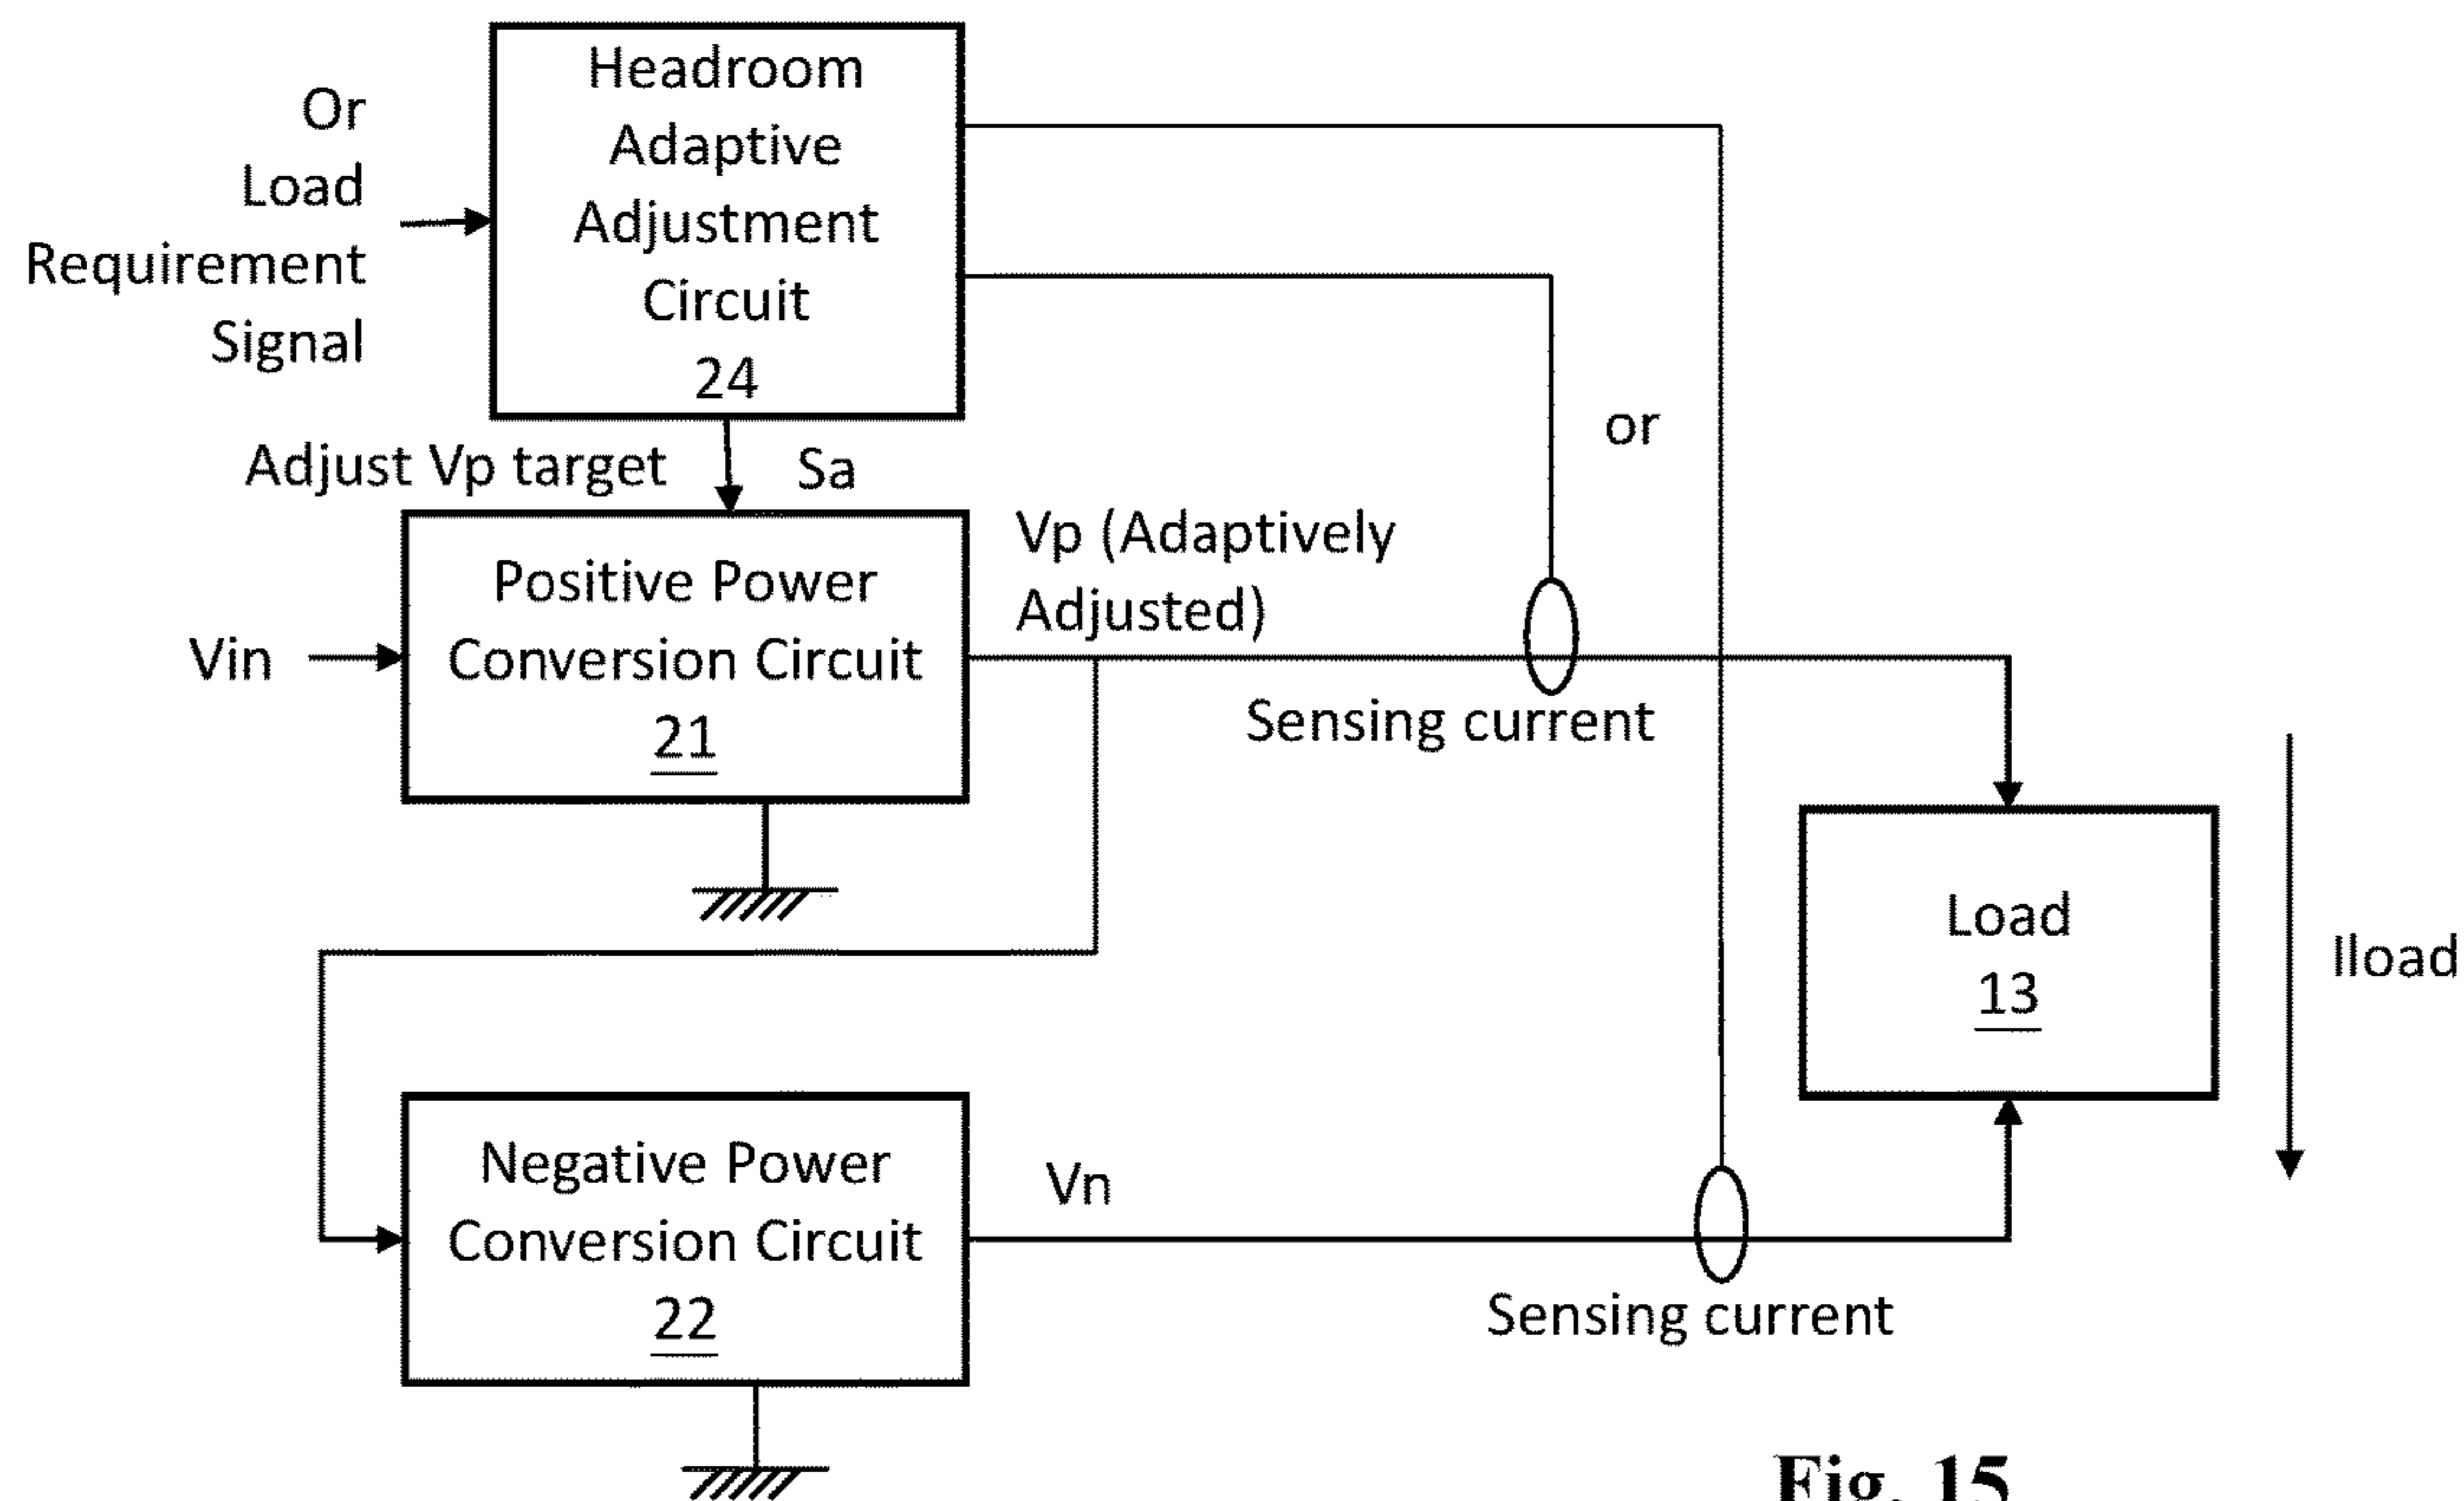 Headroom
Adaptive
Adjustment
Circuit
24
Or
Load
Requirement
Signal
Adjust Vp target
Sa
or
Vp (Adaptively
Adjusted)
Vin
Positive Power
Conversion Circuit
21
Sensing current
Load
13
Iload
Negative Power
Conversion Circuit
22
Vn
Sensing current
Fig. 15